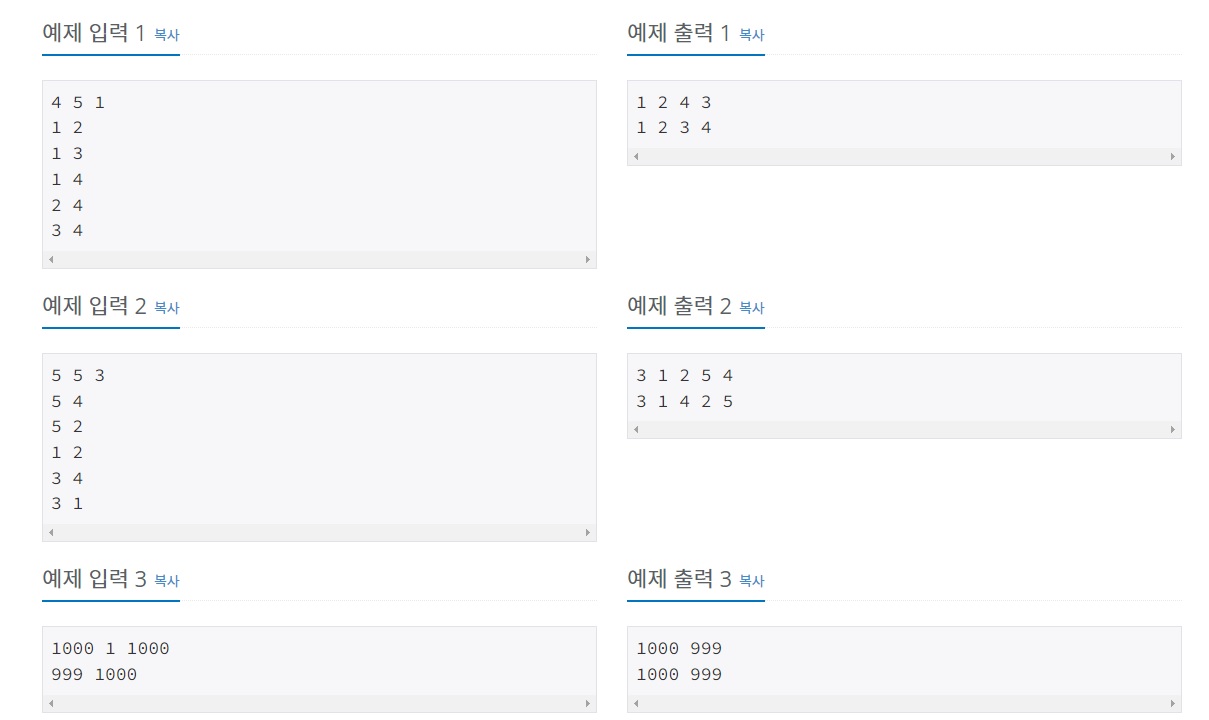 예제 입력 1 복사
4 5 1
1 2
1 3
1 4
2 4
3 4
예제 출력 1 복사
1 2 4 3
1 2 3 4
예제 입력 2 복사
5 5 3
5 4
5 2
1 2
3 4
3 1
예제 출력 2 복사
3 1 2 5 4
3 1 4 2 5
예제 입력 3 복사
1000 1 1000
999 1000
예제 출력 3 복사
1000 999
1000 999